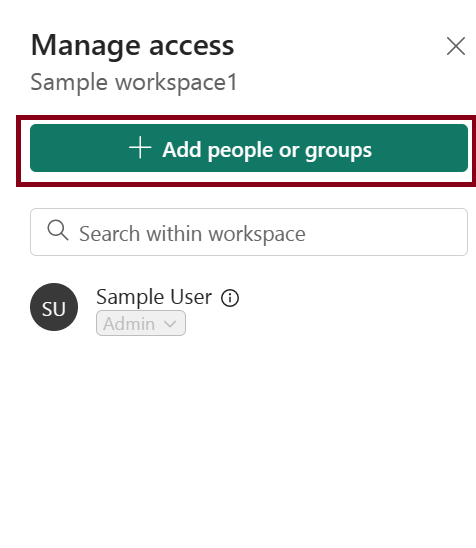 Manage access
Sample workspace1
Add people or groups
Search within workspace
SU
Sample User
Admin